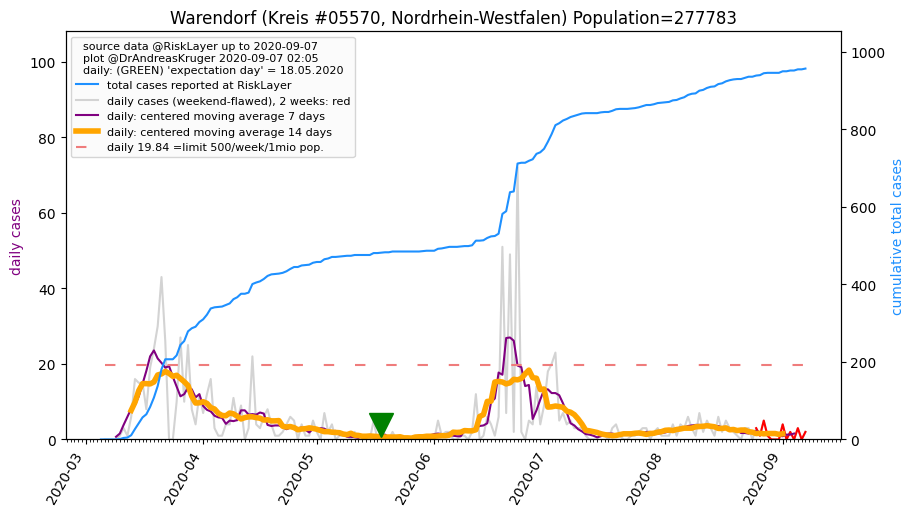 Warendorf (Kreis #05570, Nordrhein-Westfalen) Population=277783
source data @RiskLayer up to 2020-09-07
plot @DrAndreasKruger 2020-09-07 02:05
daily: (GREEN) 'expectation day' = 18.05.2020
total cases reported at RiskLayer
daily cases (weekend-flawed), 2 weeks: red
daily: centered moving average 7 days
daily: centered moving average 14 days
daily 19.84 =limit 500/week/1mio pop.
daily cases
100
80
60
40
20
0
cumulative total cases
1000
800
600
400
200
0
2020-03
2020-04
2020-05
2020-06
2020-07
2020-08
2020-09